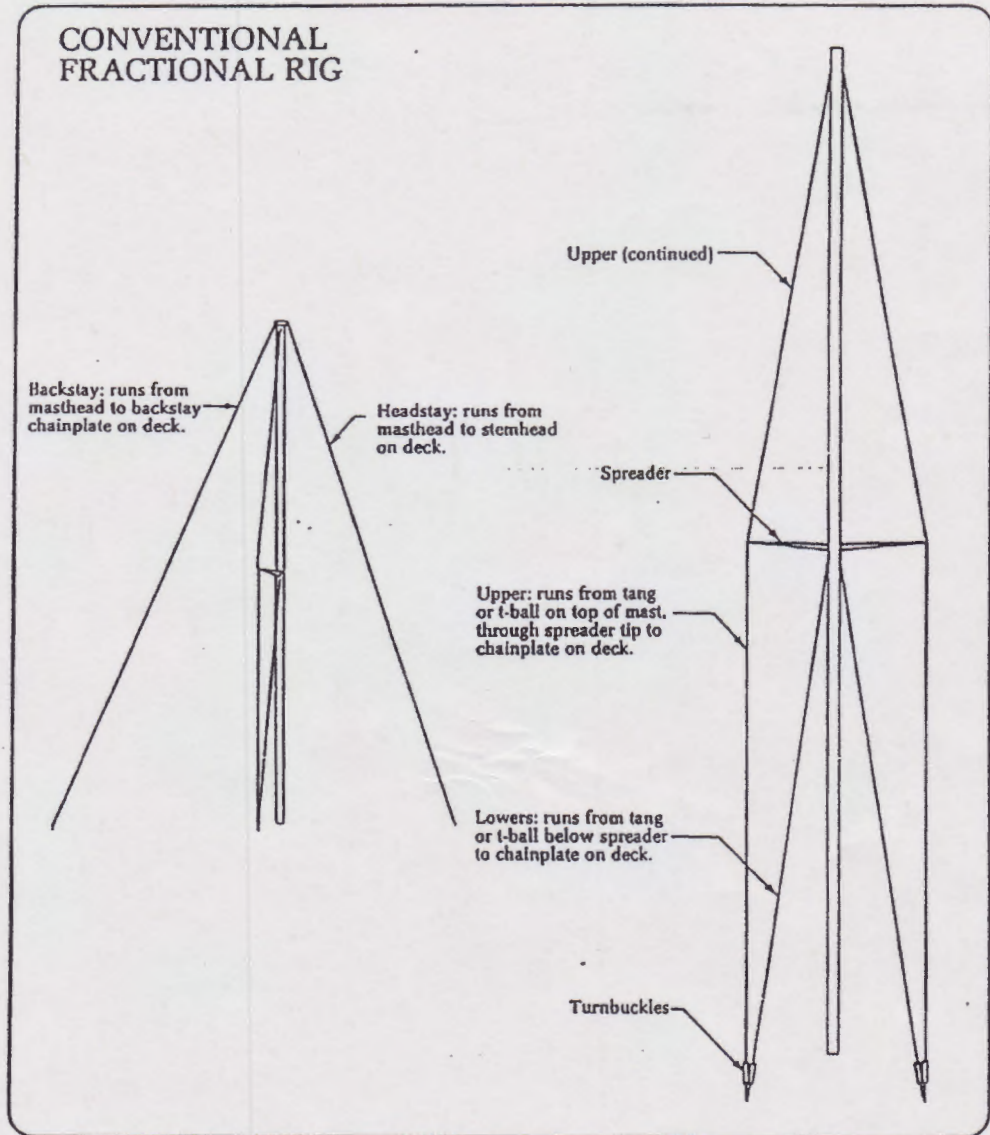 CONVENTIONAL
FRACTIONAL RIG
Upper (continued)
Backstay: runs from
masthead to backstay
chainplate on deck.
Headstay: runs from
masthead to stemhead
on deck.
Spreader
Upper: runs from tang
or t-ball on top of mast,
through spreader tip to
chainplate on deck.
Lowers: runs from tang
or t-ball below spreader
to chainplate on deck.
Turnbuckles